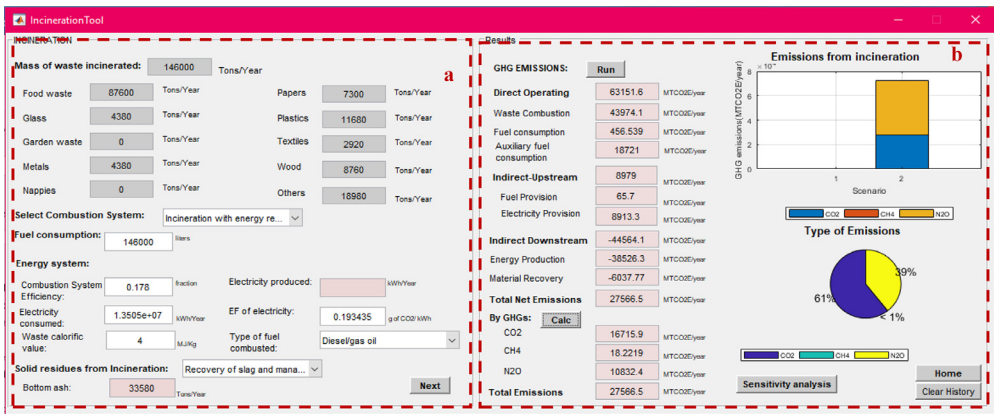 IncinerationTool
INCINERATION
Mass of waste incinerated: 146000 Tons/Year
a
Food waste 87600 Tons/Year Papers 7300 Tons/Year
Glass 4380 Tons/Year Plastics 11680 Tons/Year
Garden waste 0 Tons/Year Textiles 2920 Tons/Year
Metals 4380 Tons/Year Wood 8760 Tons/Year
Nappies 0 Tons/Year Others 18980 Tons/Year
Select Combustion System: Incineration with energy re...
Fuel consumption: 146000 liters
Energy system:
Combustion System Efficiency: 0.178 fraction Electricity produced: kWh/Year
Electricity consumed: 1.3505e+07 kWh/Year EF of electricity: 0.193435 g of CO2/ kWh
Waste calorific value: 4 MJ/Kg Type of fuel combusted: Diesel/gas oil
Solid residues from Incineration: Recovery of slag and mana...
Bottom ash: 33580 Tons/Year
Next
Results
b
GHG EMISSIONS: Run
Direct Operating 63151.6 MTCO2E/year
Waste Combustion 43974.1 MTCO2E/year
Fuel consumption 456.539 MTCO2E/year
Auxiliary fuel consumption 18721 MTCO2E/year
Indirect-Upstream 8979 MTCO2E/year
Fuel Provision 65.7 MTCO2E/year
Electricity Provision 8913.3 MTCO2E/year
Indirect Downstream -44564.1 MTCO2E/year
Energy Production -38526.3 MTCO2E/year
Material Recovery -6037.77 MTCO2E/year
Total Net Emissions 27566.5 MTCO2E/year
By GHGs: Calc
CO2 16715.9 MTCO2E/year
CH4 18.2219 MTCO2E/year
N2O 10832.4 MTCO2E/year
Total Emissions 27566.5 MTCO2E/year
Emissions from incineration
GHG emissions(MTCO2E/year)
8
6
4
2
0
1 2
Scenario
CO2 CH4 N2O
Type of Emissions
39%
61%
< 1%
CO2 CH4 N2O
Sensitivity analysis
Home
Clear History